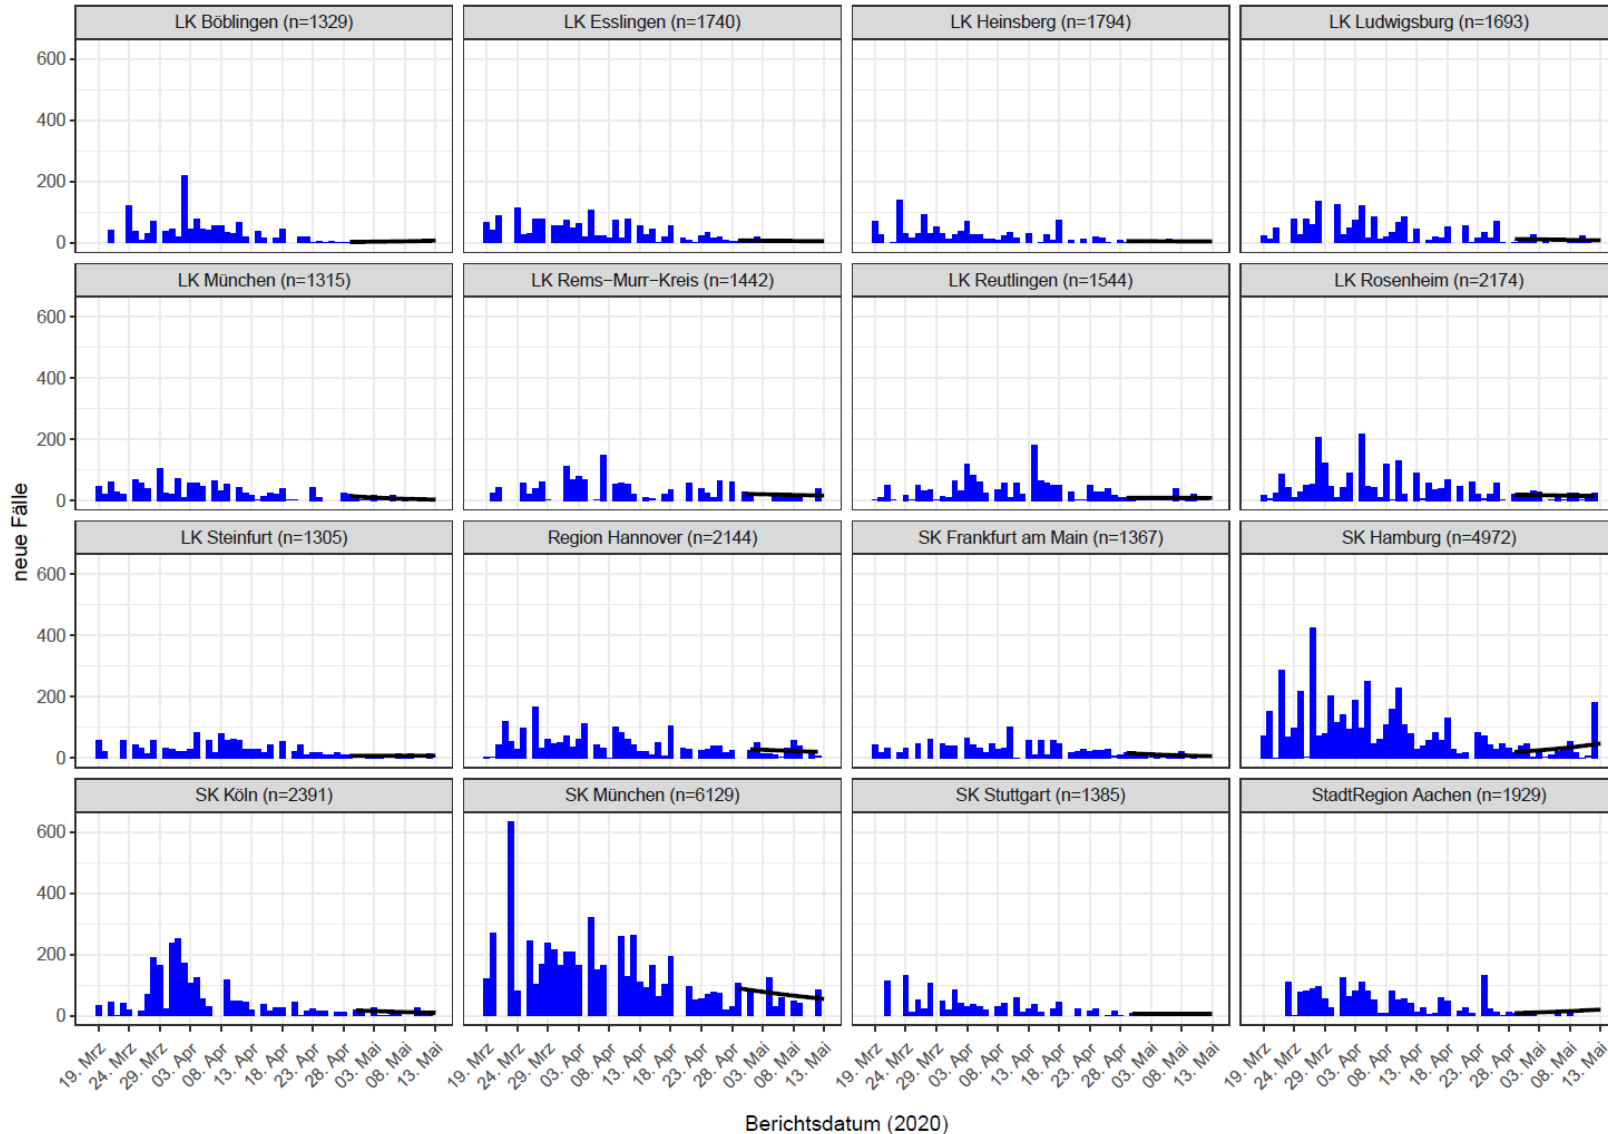 LK Böblingen (n=1329)
LK Esslingen (n=1740)
LK Heinsberg (n=1794)
LK Ludwigsburg (n=1693)
600
400
200
0
LK München (n=1315)
LK Rems−Murr−Kreis (n=1442)
LK Reutlingen (n=1544)
LK Rosenheim (n=2174)
600
400
200
0
neue Fälle
LK Steinfurt (n=1305)
Region Hannover (n=2144)
SK Frankfurt am Main (n=1367)
SK Hamburg (n=4972)
600
400
200
0
SK Köln (n=2391)
SK München (n=6129)
SK Stuttgart (n=1385)
StadtRegion Aachen (n=1929)
600
400
200
0
19. Mrz
24. Mrz
29. Mrz
03. Apr
08. Apr
13. Apr
18. Apr
23. Apr
28. Apr
03. Mai
08. Mai
13. Mai
19. Mrz
24. Mrz
29. Mrz
03. Apr
08. Apr
13. Apr
18. Apr
23. Apr
28. Apr
03. Mai
08. Mai
13. Mai
19. Mrz
24. Mrz
29. Mrz
03. Apr
08. Apr
13. Apr
18. Apr
23. Apr
28. Apr
03. Mai
08. Mai
13. Mai
19. Mrz
24. Mrz
29. Mrz
03. Apr
08. Apr
13. Apr
18. Apr
23. Apr
28. Apr
03. Mai
08. Mai
13. Mai
Berichtsdatum (2020)